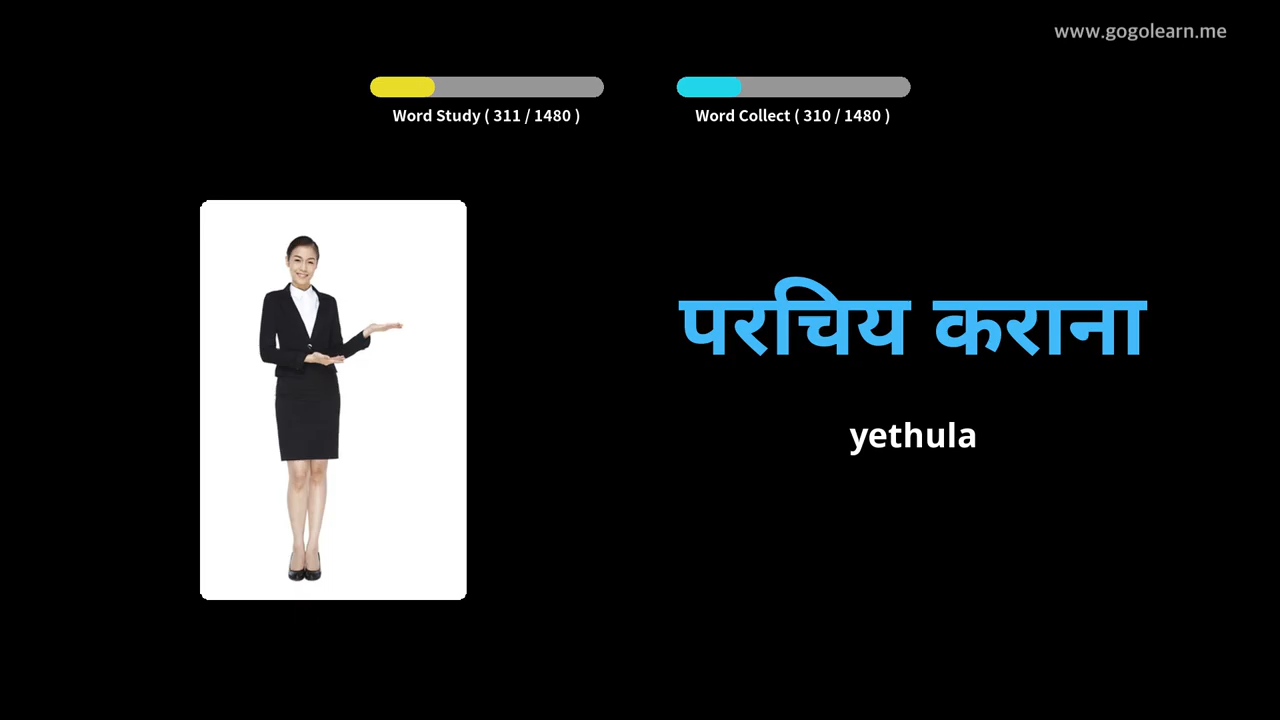 www.gogolearn.me
Word Study ( 311 / 1480 )
Word Collect ( 310 / 1480 )
परिचय कराना
yethula